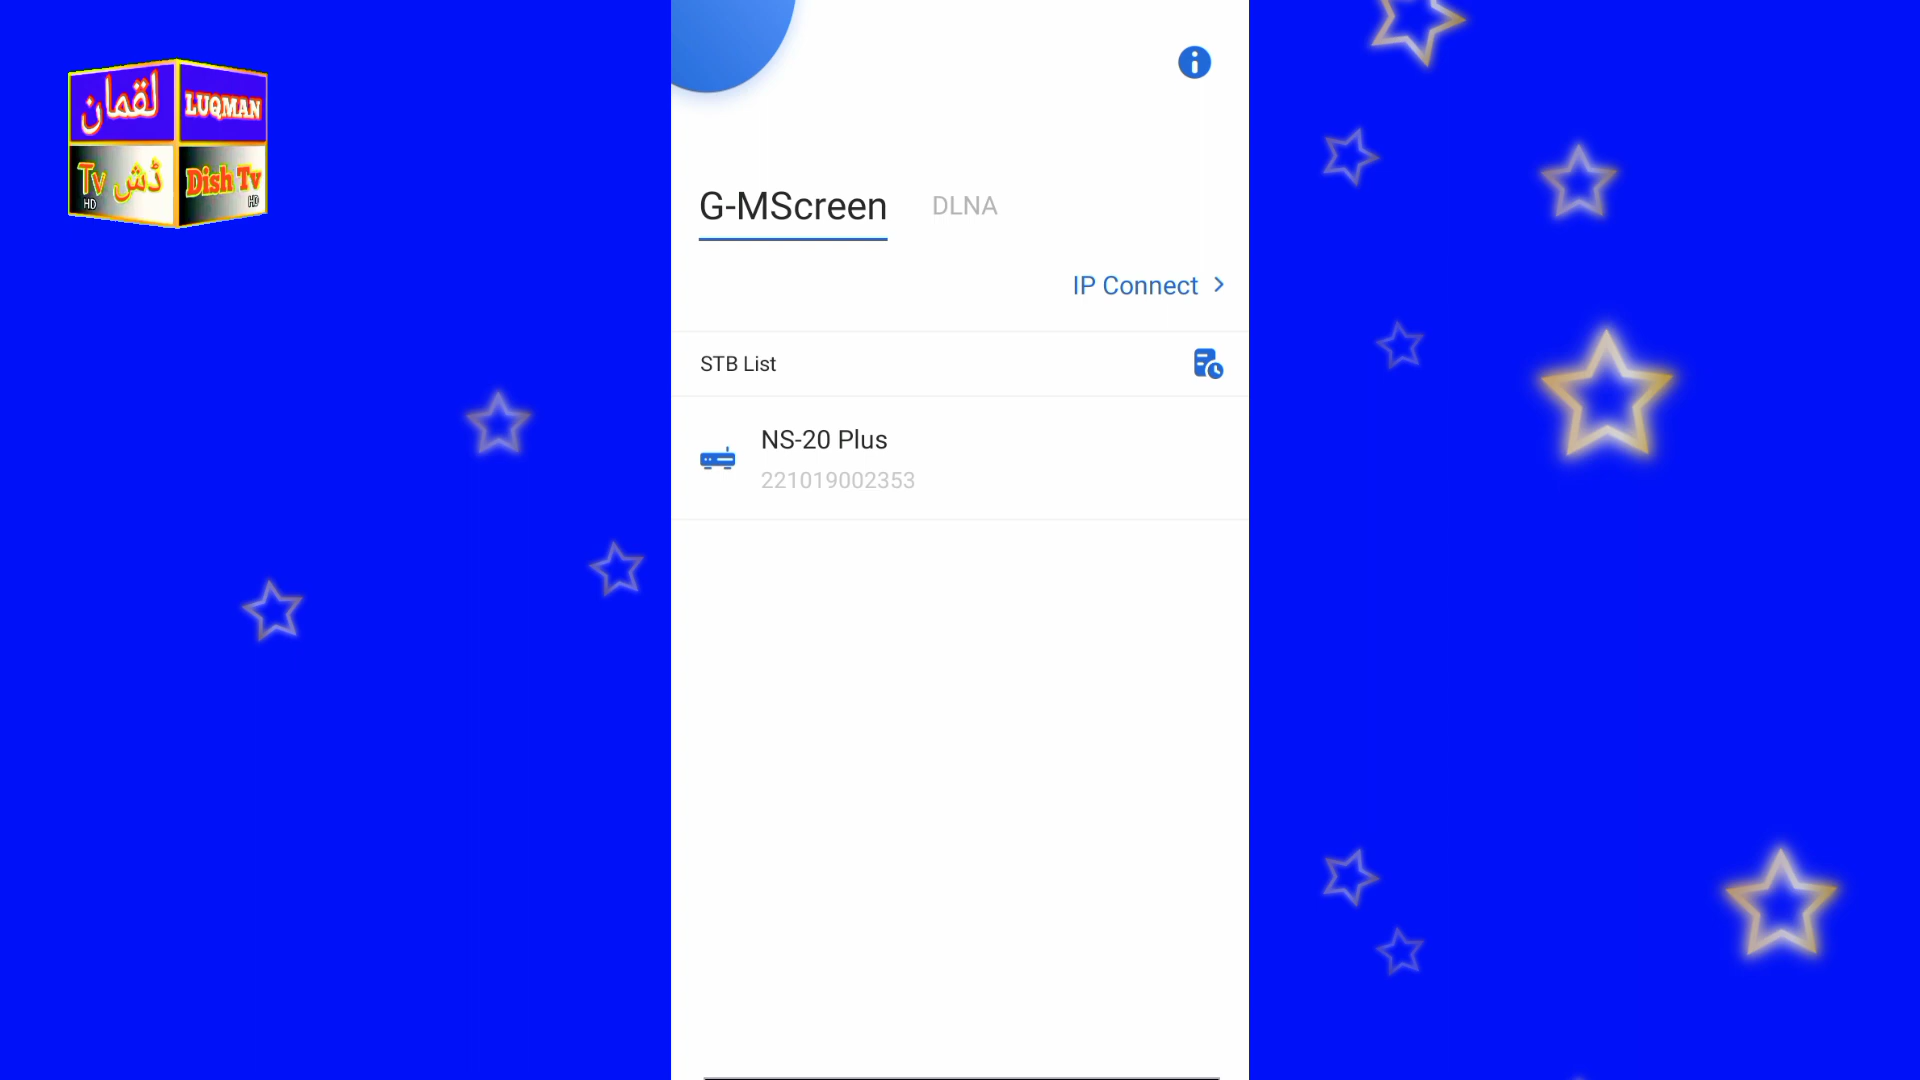 لقمان
LUQMAN
ڈش Tv
HD
Dish Tv
HD
G-MScreen
DLNA
IP Connect
STB List
NS-20 Plus
221019002353